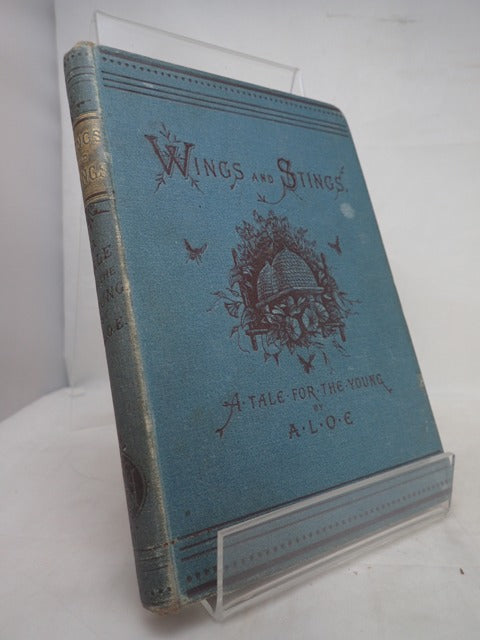 WINGS AND STINGS,
A·TALE·FOR·THE·YOUNG
BY
A·L·O·E